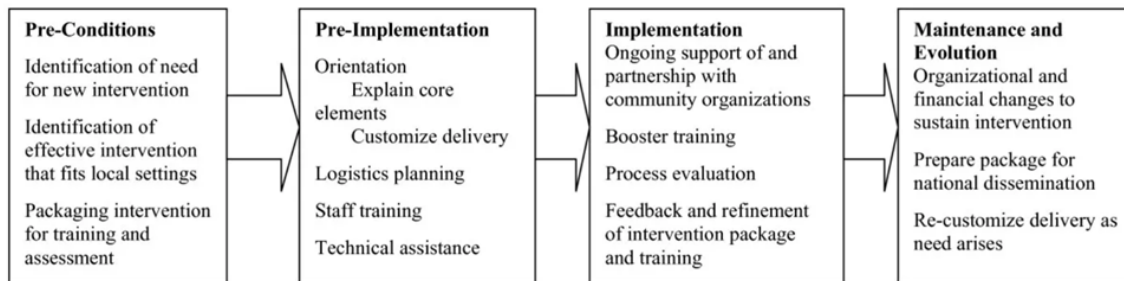 Pre-Conditions
Identification of need
for new intervention
Identification of
effective intervention
that fits local settings
Packaging intervention
for training and
assessment
Pre-Implementation
Orientation
Explain core
elements
Customize delivery
Logistics planning
Staff training
Technical assistance
Implementation
Ongoing support of and
partnership with
community organizations
Booster training
Process evaluation
Feedback and refinement
of intervention package
and training
Maintenance and
Evolution
Organizational and
financial changes to
sustain intervention
Prepare package for
national dissemination
Re-customize delivery as
need arises